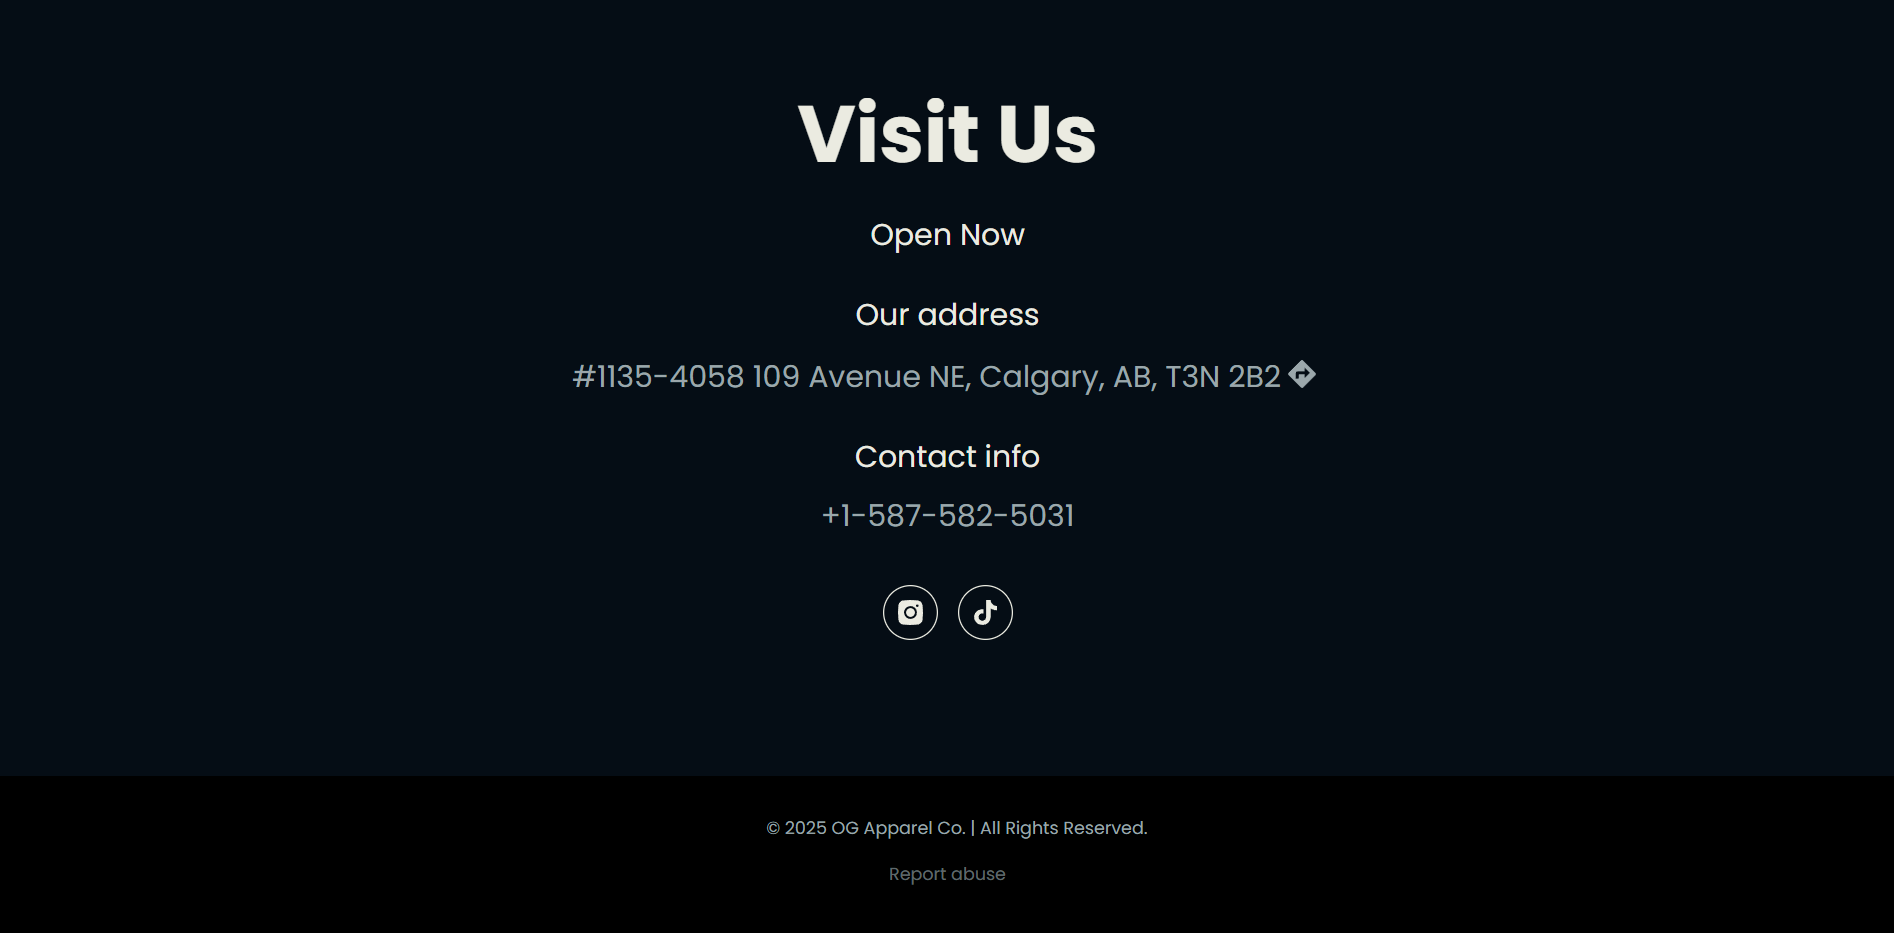 Visit Us
Open Now
Our address
#1135-4058 109 Avenue NE, Calgary, AB, T3N 2B2
Contact info
+1-587-582-5031
© 2025 OG Apparel Co. | All Rights Reserved.
Report abuse